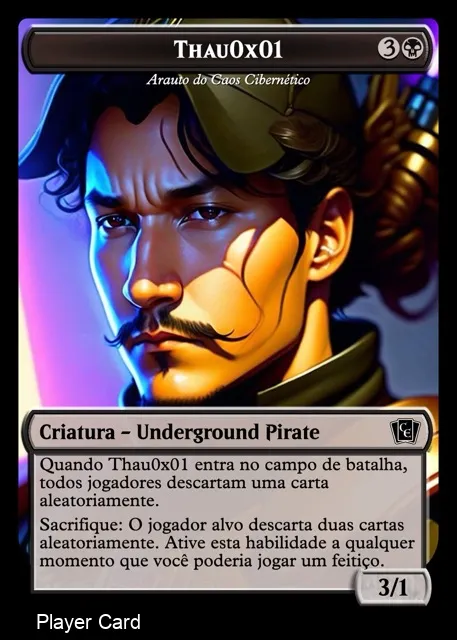 Thau0x01
3
Arauto do Caos Cibernético
Criatura – Underground Pirate
CE
Quando Thau0x01 entra no campo de batalha,
todos jogadores descartam uma carta
aleatoriamente.
Sacrifique: O jogador alvo descarta duas cartas
aleatoriamente. Ative esta habilidade a qualquer
momento que você poderia jogar um feitiço.
3/1
Player Card